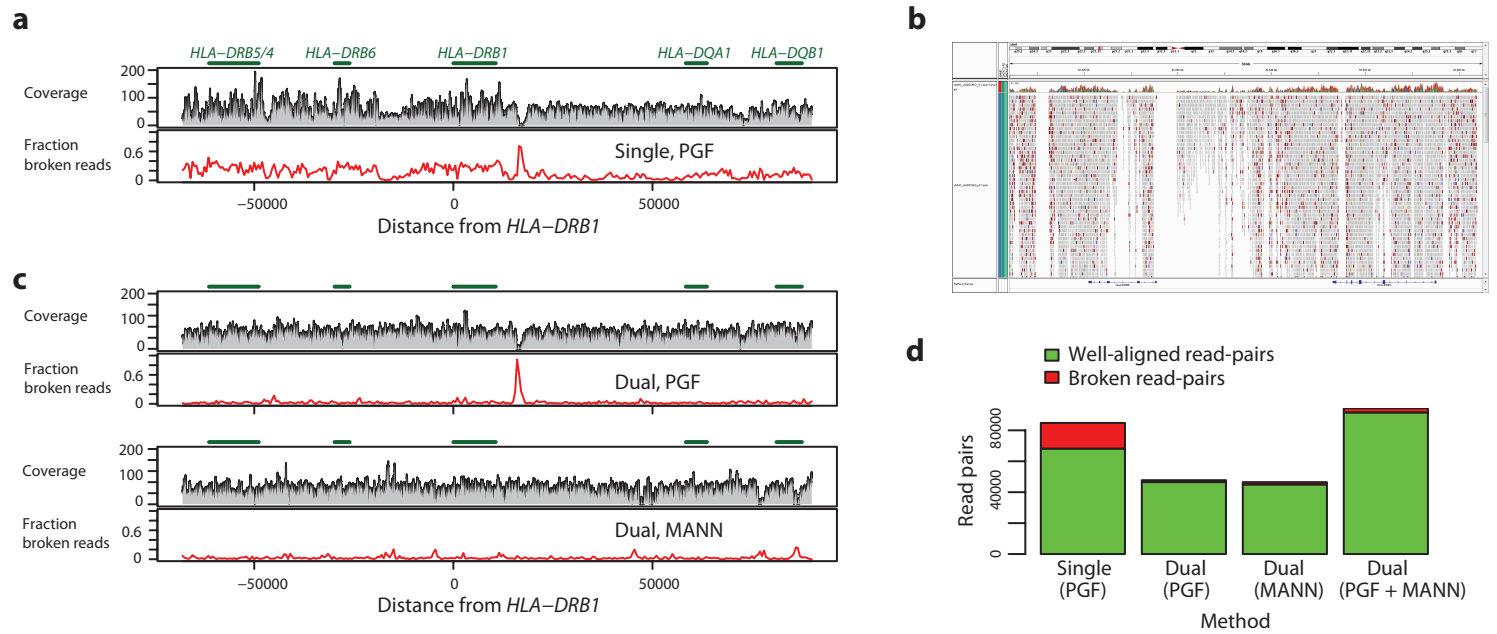 a
HLA−DRB5/4
HLA−DRB6
HLA−DRB1
HLA−DQA1
HLA−DQB1
Coverage
200
100
0
Fraction
broken reads
0.6
0
Single, PGF
−50000
0
50000
Distance from HLA−DRB1
b
c
Coverage
200
100
0
Fraction
broken reads
0.6
0
Dual, PGF
Coverage
200
100
0
Fraction
broken reads
0.6
0
Dual, MANN
−50000
0
50000
Distance from HLA−DRB1
d
Well-aligned read-pairs
Broken read-pairs
Read pairs
80000
40000
0
Single
(PGF)
Dual
(PGF)
Dual
(MANN)
Dual
(PGF + MANN)
Method